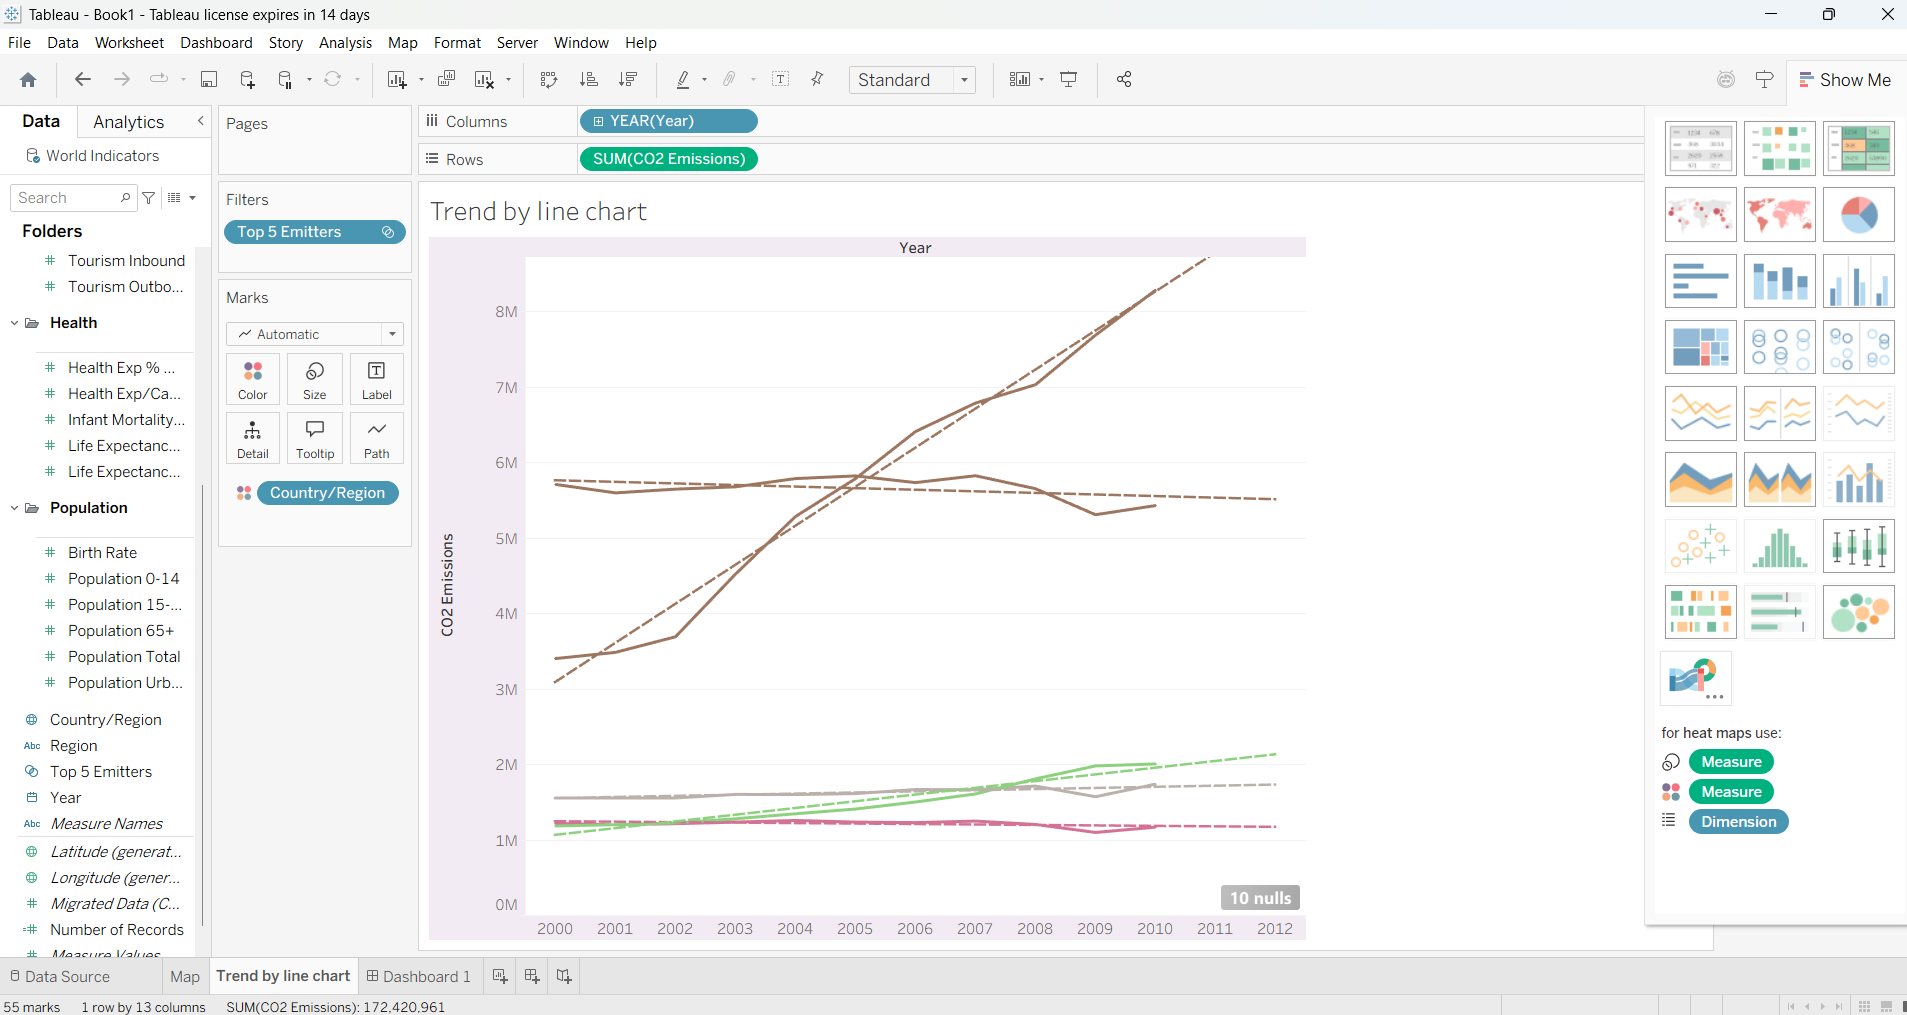 Tableau - Book1 - Tableau license expires in 14 days
File Data Worksheet Dashboard Story Analysis Map Format Server Window Help
Standard
Show Me
Data Analytics
World Indicators
Search
Folders
Tourism Inbound
Tourism Outbo...
Health
Health Exp % ...
Health Exp/Ca...
Infant Mortality...
Life Expectanc...
Life Expectanc...
Population
Birth Rate
Population 0-14
Population 15-...
Population 65+
Population Total
Population Urb...
Country/Region
Abc Region
Top 5 Emitters
Year
Abc Measure Names
Latitude (generat...
Longitude (gener...
Migrated Data (C...
Number of Records
Measure Values
Pages
Filters
Top 5 Emitters
Marks
Automatic
Color Size Label
Detail Tooltip Path
Country/Region
Columns YEAR(Year)
Rows SUM(CO2 Emissions)
Trend by line chart
Year
CO2 Emissions
8M
7M
6M
5M
4M
3M
2M
1M
0M
10 nulls
2000 2001 2002 2003 2004 2005 2006 2007 2008 2009 2010 2011 2012
for heat maps use:
Measure
Measure
Dimension
Data Source Map Trend by line chart Dashboard 1
55 marks 1 row by 13 columns SUM(CO2 Emissions): 172,420,961